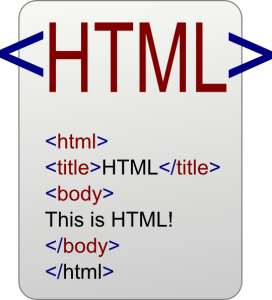 <HTML>
<html>
<title>HTML</title>
<body>
This is HTML!
</body>
</html>